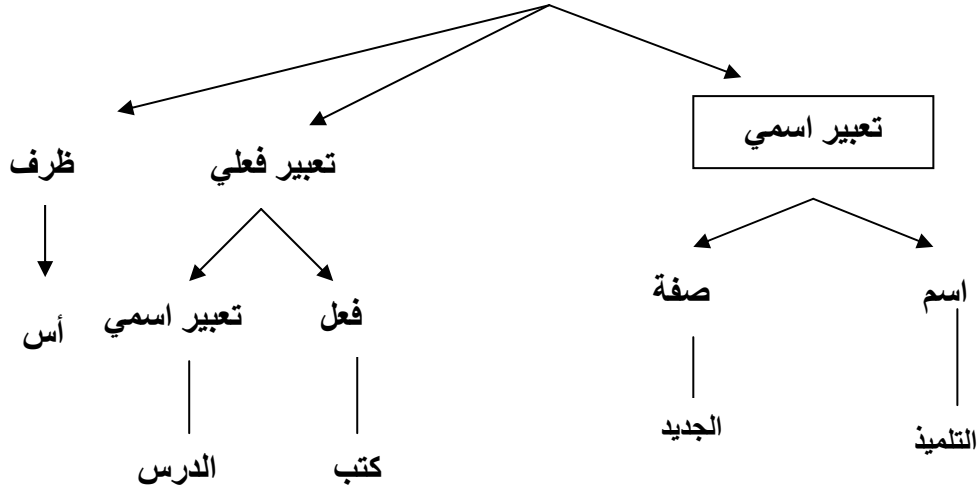 تعبير اسمي
تعبير فعلي
ظرف
اسم
صفة
فعل
تعبير اسمي
أس
التلميذ
الجديد
كتب
الدرس